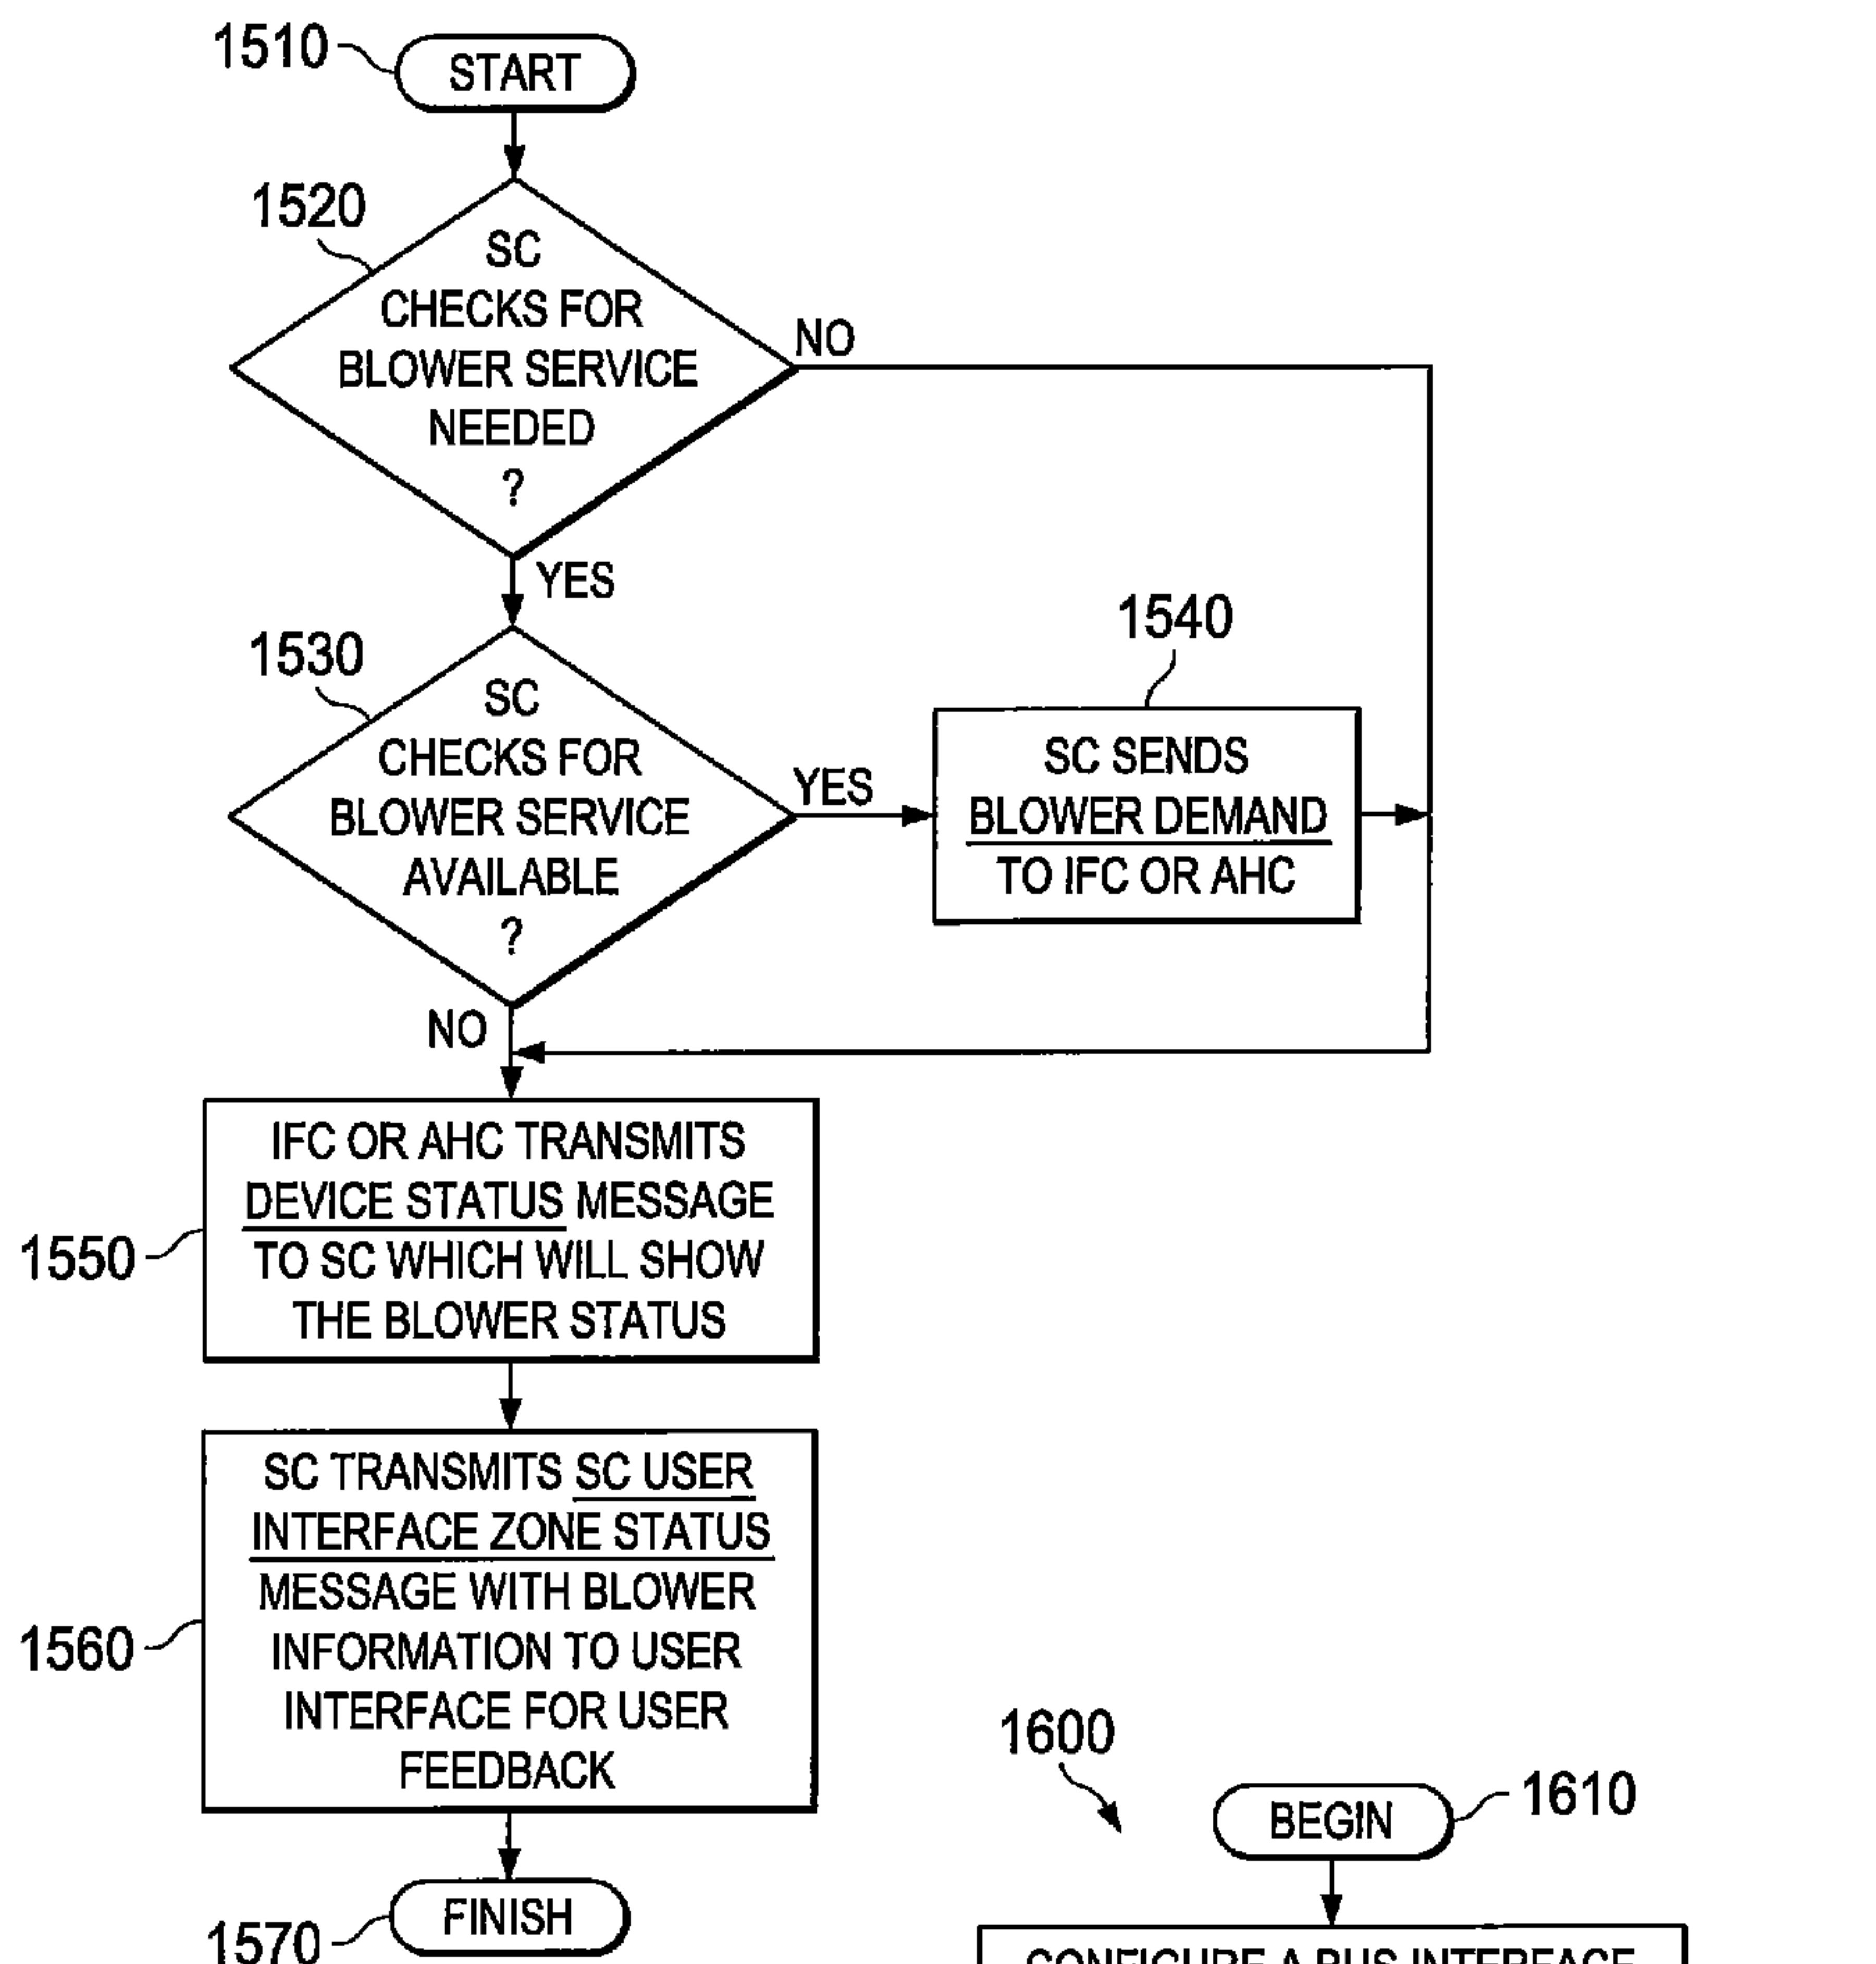 1510
START
1520
SC
CHECKS FOR
BLOWER SERVICE
NEEDED
?
NO
YES
1530
SC
CHECKS FOR
BLOWER SERVICE
AVAILABLE
?
YES
NO
1540
SC SENDS
BLOWER DEMAND
TO IFC OR AHC
1550
IFC OR AHC TRANSMITS
DEVICE STATUS MESSAGE
TO SC WHICH WILL SHOW
THE BLOWER STATUS
1560
SC TRANSMITS SC USER
INTERFACE ZONE STATUS
MESSAGE WITH BLOWER
INFORMATION TO USER
INTERFACE FOR USER
FEEDBACK
1570
FINISH
1600
BEGIN
1610
CONFIGURE A BUS INTERFACE